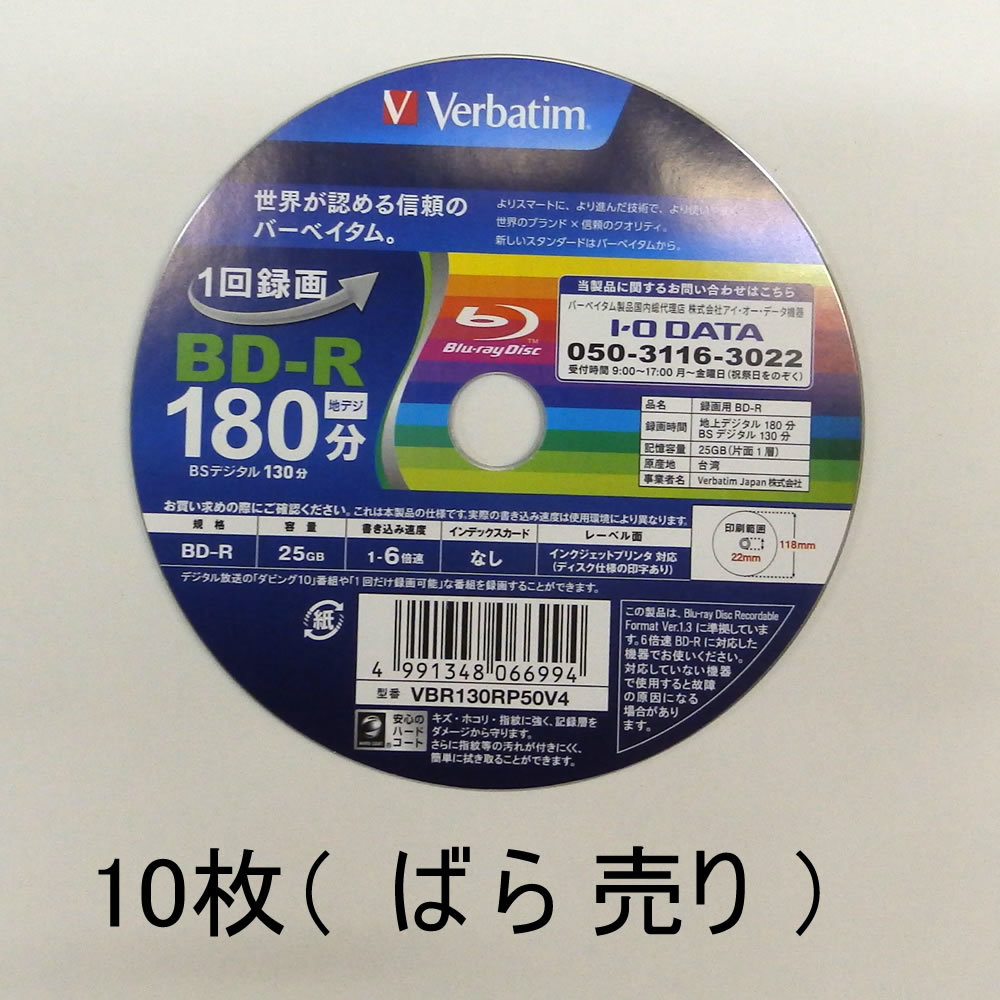 Verbatim
世界が認める信頼の
バーベイタム。
よりスマートに、より進んだ技術で、より使いやすく
世界のブランド×信頼のクオリティ。
新しいスタンダードはバーベイタムから。
1回録画
BD-R
180分
地デジ
BSデジタル 130分
Blu-ray Disc TM
当製品に関するお問い合わせはこちら
バーベイタム製品国内総代理店 株式会社アイ・オー・データ機器
I-O DATA
050-3116-3022
受付時間 9:00〜17:00 月〜金曜日(祝祭日をのぞく)
品名 録画用 BD-R
録画時間 地上デジタル 180 分
BS デジタル 130 分
記憶容量 25GB(片面1層)
原産地 台湾
事業者名 Verbatim Japan 株式会社
お買い求めの際にご確認ください。これは本製品の仕様です。実際の書き込み速度は使用環境により異なります。
規格 容量 書き込み速度 インデックスカード レーベル面
BD-R 25GB 1-6倍速 なし インクジェットプリンタ 対応
(ディスク仕様の印字あり)
印刷範囲
22mm
118mm
デジタル放送の「ダビング10」番組や「1回だけ録画可能」な番組を録画することができます。
紙
4 991348 066994
型番 VBR130RP50V4
安心の
ハード
コート
キズ・ホコリ・指紋に強く、記録層を
ダメージから守ります。
さらに指紋等の汚れが付きにくく、
簡単に拭き取ることができます。
この製品は、Blu-ray Disc Recordable
Format Ver.1.3 に準拠していま
す。6倍速 BD-R に対応した
機器でお使いください。
対応していない機器
で使用すると故障
の原因になる
場合があり
ます。
10枚( ばら売り )